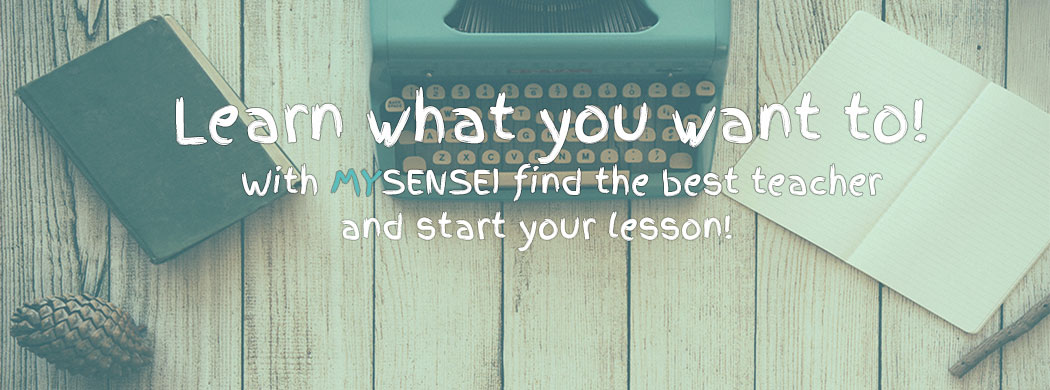 Learn what you want to!
With MYSENSEI find the best teacher
and start your lesson!